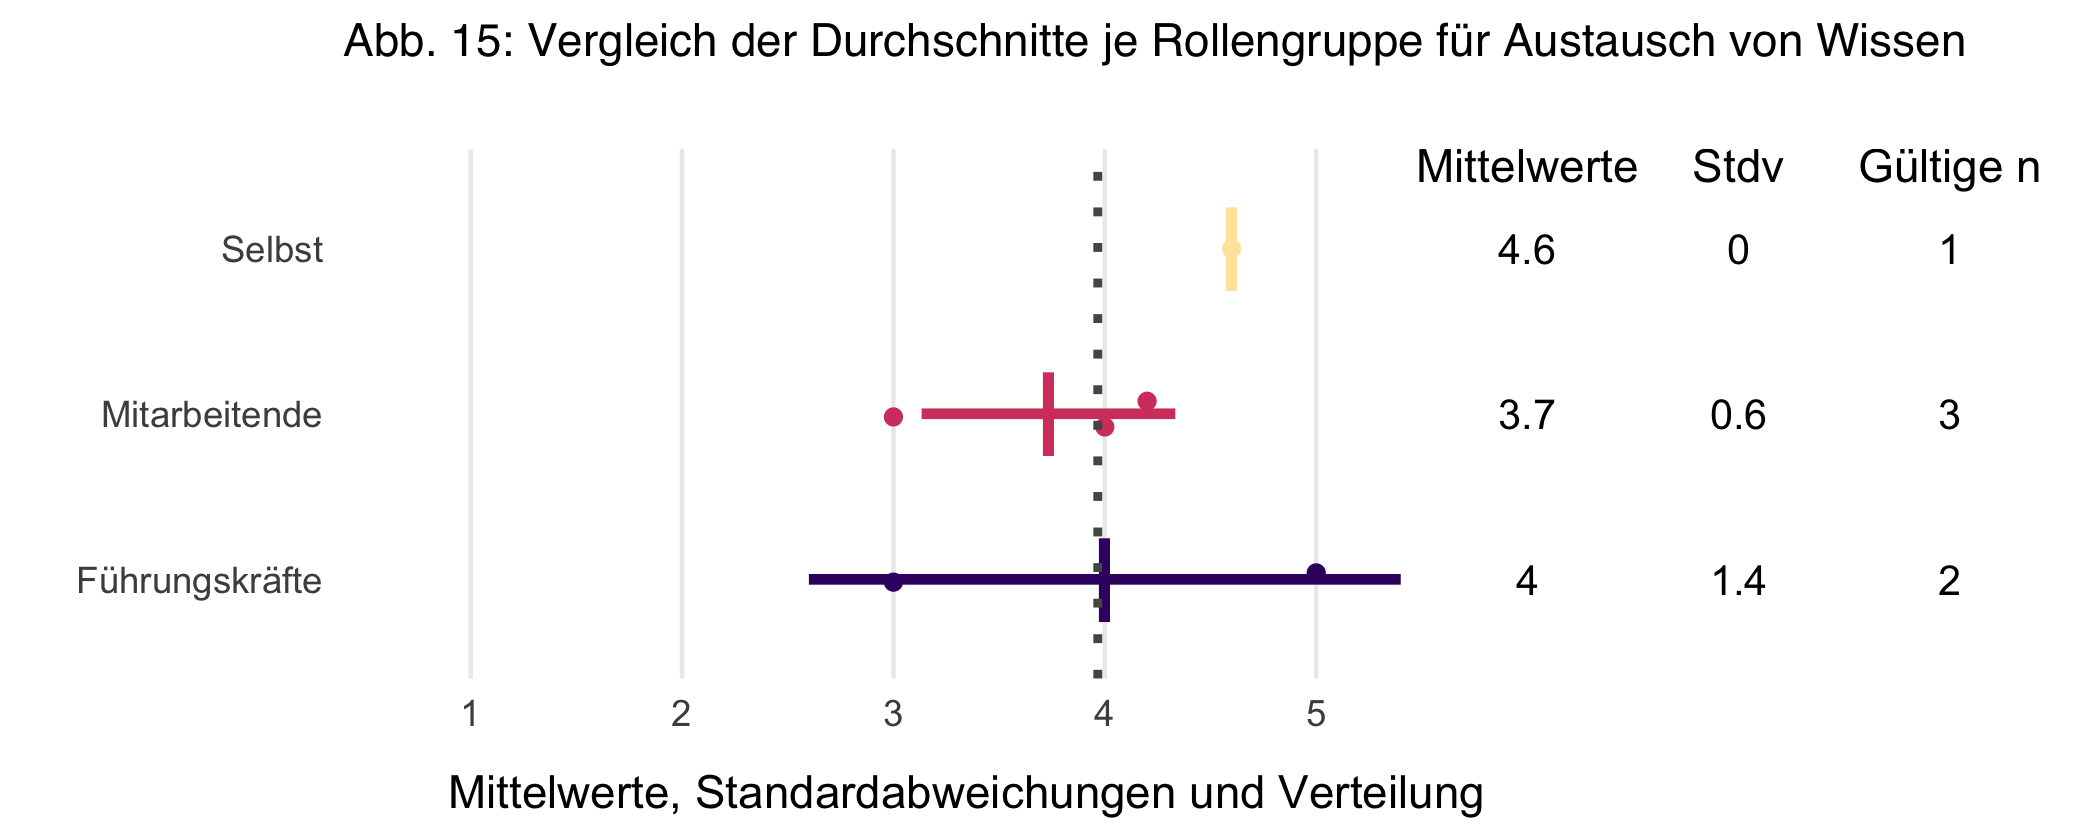 Abb. 15: Vergleich der Durchschnitte je Rollengruppe für Austausch von Wissen
Mittelwerte Stdv Gültige n
Selbst 4.6 0 1
Mitarbeitende 3.7 0.6 3
Führungskräfte 4 1.4 2
1 2 3 4 5
Mittelwerte, Standardabweichungen und Verteilung